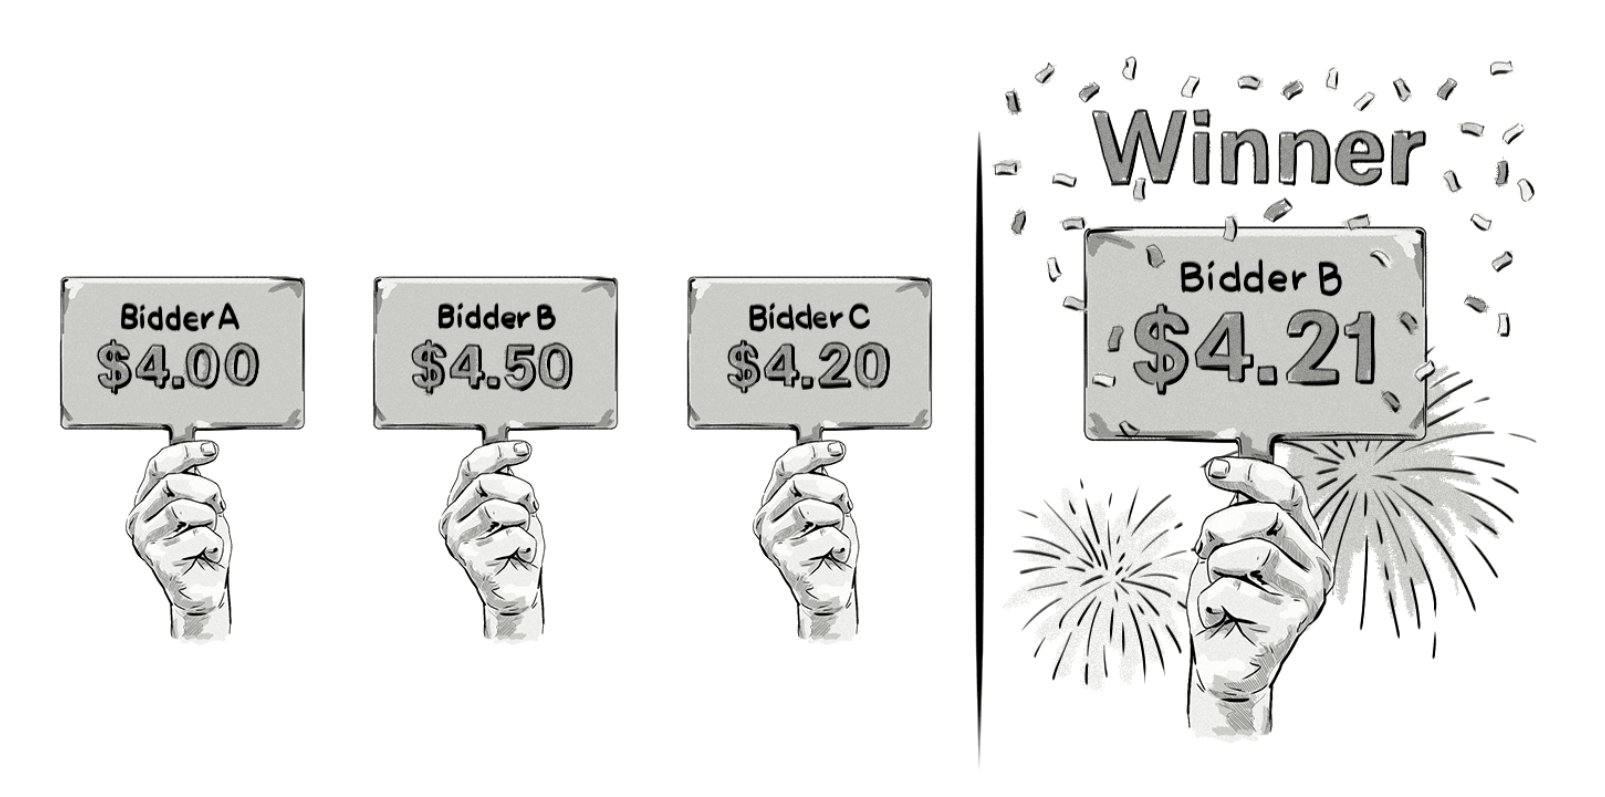 Bidder A
$4.00
Bidder B
$4.50
Bidder C
$4.20
Winner
Bidder B
$4.21